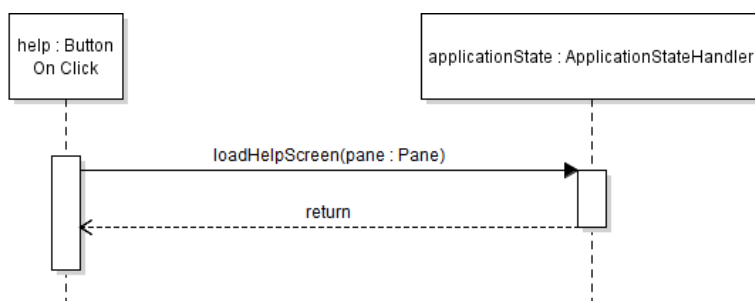 help : Button
On Click
applicationState : ApplicationStateHandler
loadHelpScreen(pane : Pane)
return